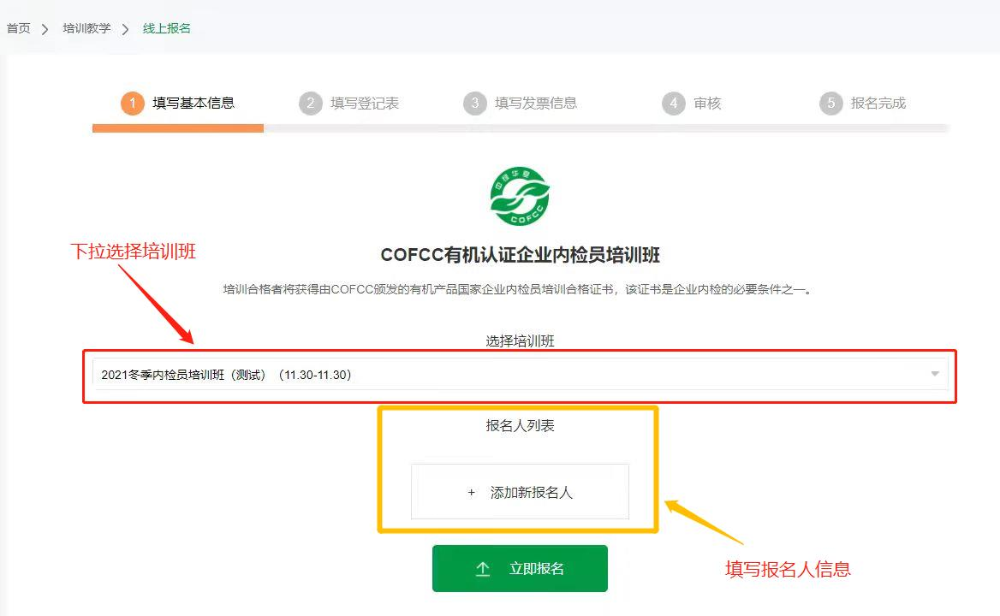 首页 > 培训教学 > 线上报名
1 填写基本信息 2 填写登记表 3 填写发票信息 4 审核 5 报名完成
中绿华夏
COFCC
下拉选择培训班
COFCC有机认证企业内检员培训班
培训合格者将获得由COFCC颁发的有机产品国家企业内检员培训合格证书，该证书是企业内检的必要条件之一。
选择培训班
2021冬季内检员培训班（测试）（11.30-11.30）
报名人列表
+ 添加新报名人
立即报名
填写报名人信息